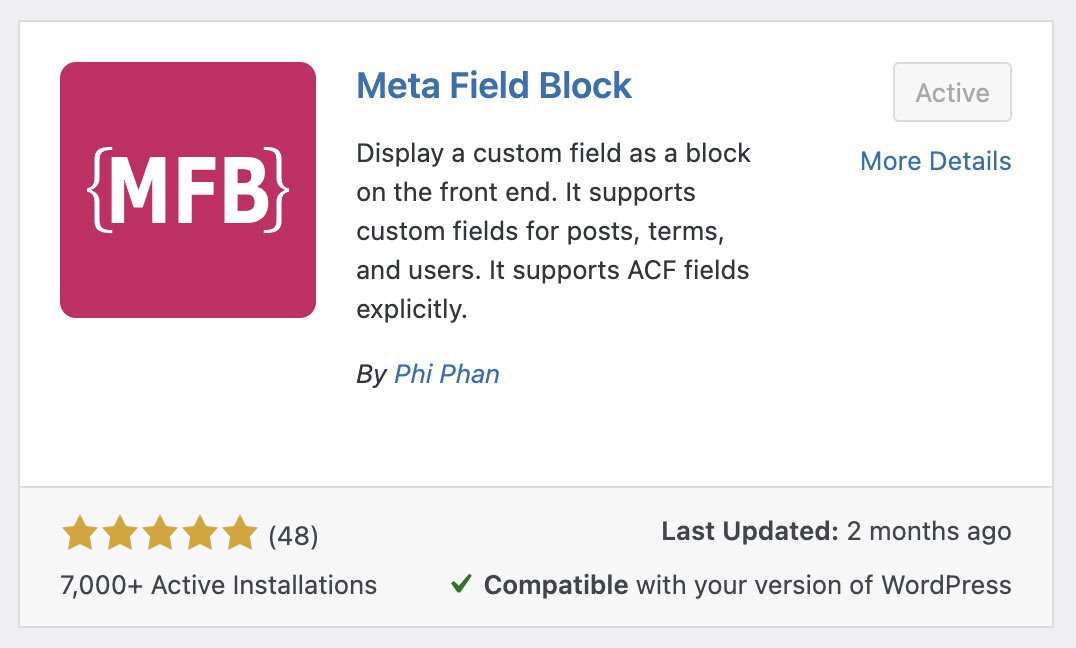 {MFB}
Meta Field Block
Active
More Details
Display a custom field as a block
on the front end. It supports
custom fields for posts, terms,
and users. It supports ACF fields
explicitly.
By Phi Phan
(48)
Last Updated: 2 months ago
7,000+ Active Installations
✓ Compatible with your version of WordPress